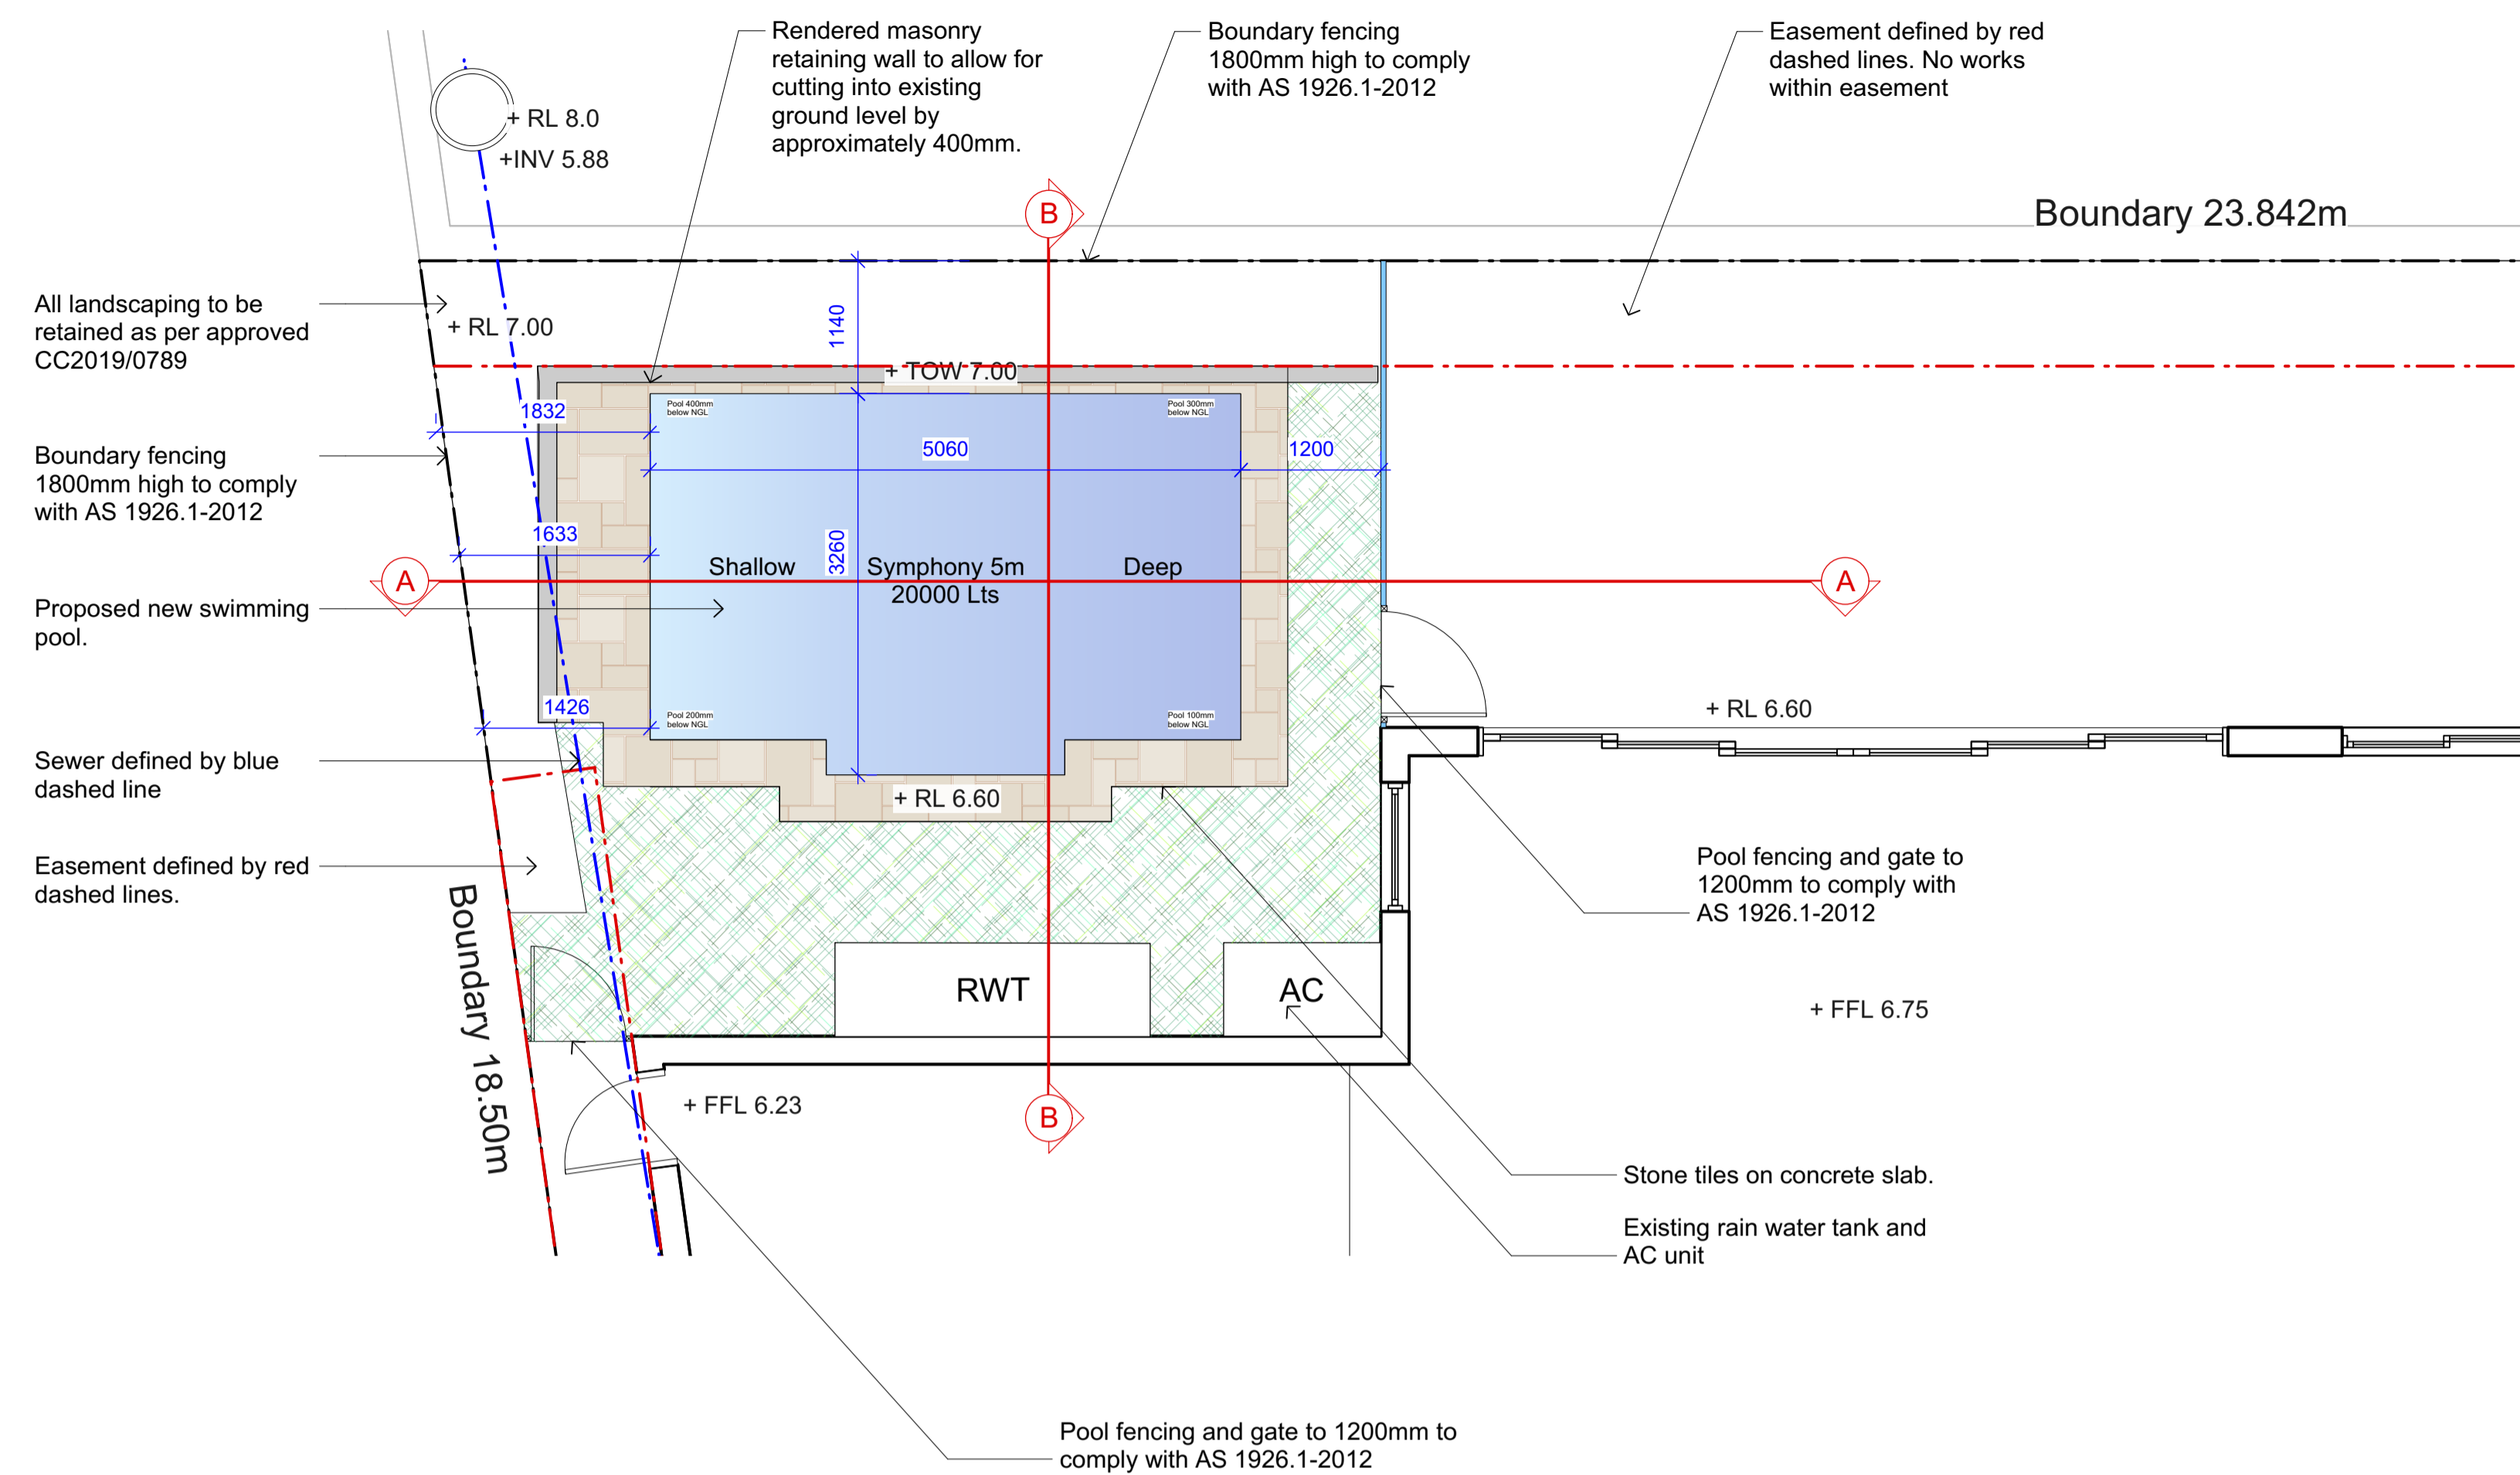 Rendered masonry
retaining wall to allow for
cutting into existing
ground level by
approximately 400mm.
Boundary fencing
1800mm high to comply
with AS 1926.1-2012
Easement defined by red
dashed lines. No works
within easement
+ RL 8.0
+INV 5.88
B
Boundary 23.842m
All landscaping to be
retained as per approved
CC2019/0789
+ RL 7.00
1140
+ TOW 7.00
Pool 400mm
below NGL
Pool 300mm
below NGL
1832
5060
1200
Boundary fencing
1800mm high to comply
with AS 1926.1-2012
1633
3260
Shallow
Symphony 5m
20000 Lts
Deep
A
A
Proposed new swimming
pool.
1426
Pool 200mm
below NGL
Pool 100mm
below NGL
+ RL 6.60
Sewer defined by blue
dashed line
+ RL 6.60
Easement defined by red
dashed lines.
Pool fencing and gate to
1200mm to comply with
AS 1926.1-2012
Boundary 18.50m
RWT
AC
+ FFL 6.75
+ FFL 6.23
B
Stone tiles on concrete slab.
Existing rain water tank and
AC unit
Pool fencing and gate to 1200mm to
comply with AS 1926.1-2012